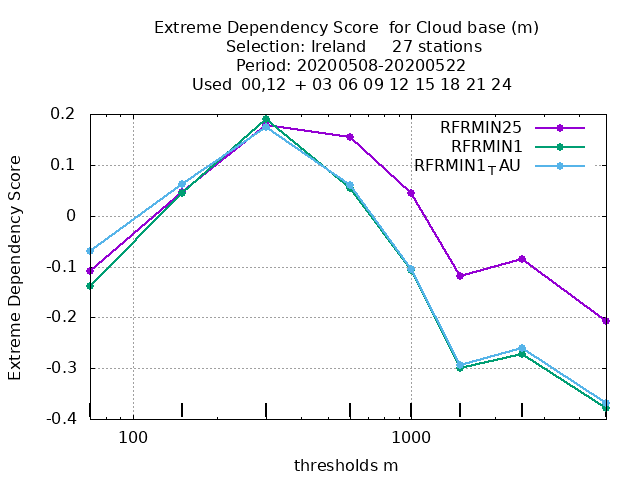 Extreme Dependency Score  for Cloud base (m)
Selection: Ireland     27 stations
Period: 20200508-20200522
Used  00,12  + 03 06 09 12 15 18 21 24
0.2
0.1
0
-0.1
-0.2
-0.3
-0.4
Extreme Dependency Score
RFRMIN25
RFRMIN1
RFRMIN1TAU
100
1000
thresholds m